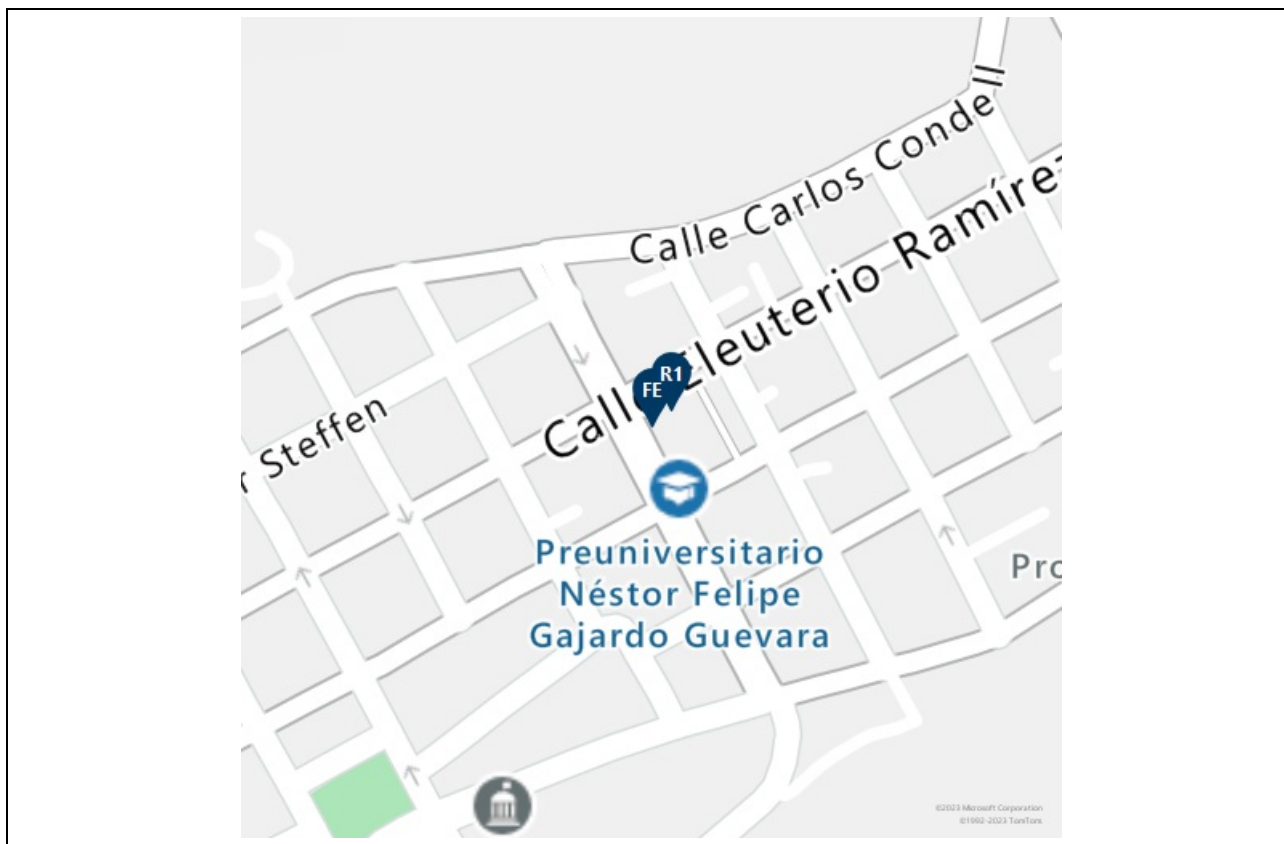 Calle Carlos Condell
Calle Eleuterio Ramírez
R1
FE
r Steffen
Preuniversitario
Néstor Felipe
Gajardo Guevara
Pro
©2023 Microsoft Corporation
©1992-2023 TomTom